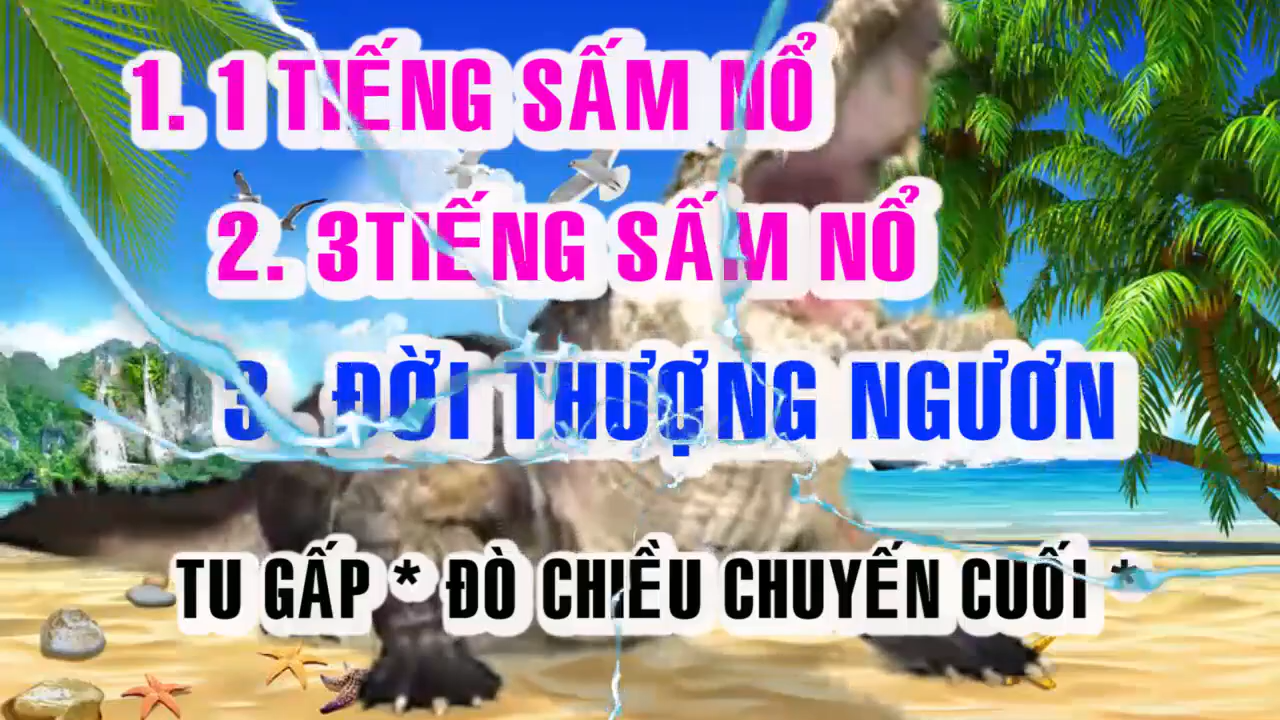 1. 1 TIẾNG SẤM NỔ
2. 3TIẾNG SẤM NỔ
3. ĐỜI THƯỢNG NGƯƠN
TU GẤP * ĐÒ CHIỀU CHUYẾN CUỐI *